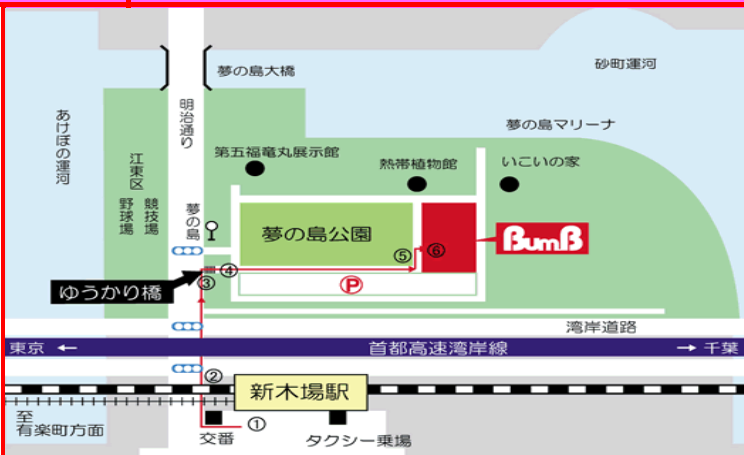 夢の島大橋
砂町運河
あけぼの運河
明治通り
夢の島マリーナ
江東区
野球場
競技場
第五福竜丸展示館
熱帯植物館
いこいの家
夢の島
夢の島公園
BumB
⑤
⑥
④
③
ゆうかり橋
P
湾岸道路
東京 ←
首都高速湾岸線
→ 千葉
②
新木場駅
至
有楽町方面
交番
①
タクシー乗場